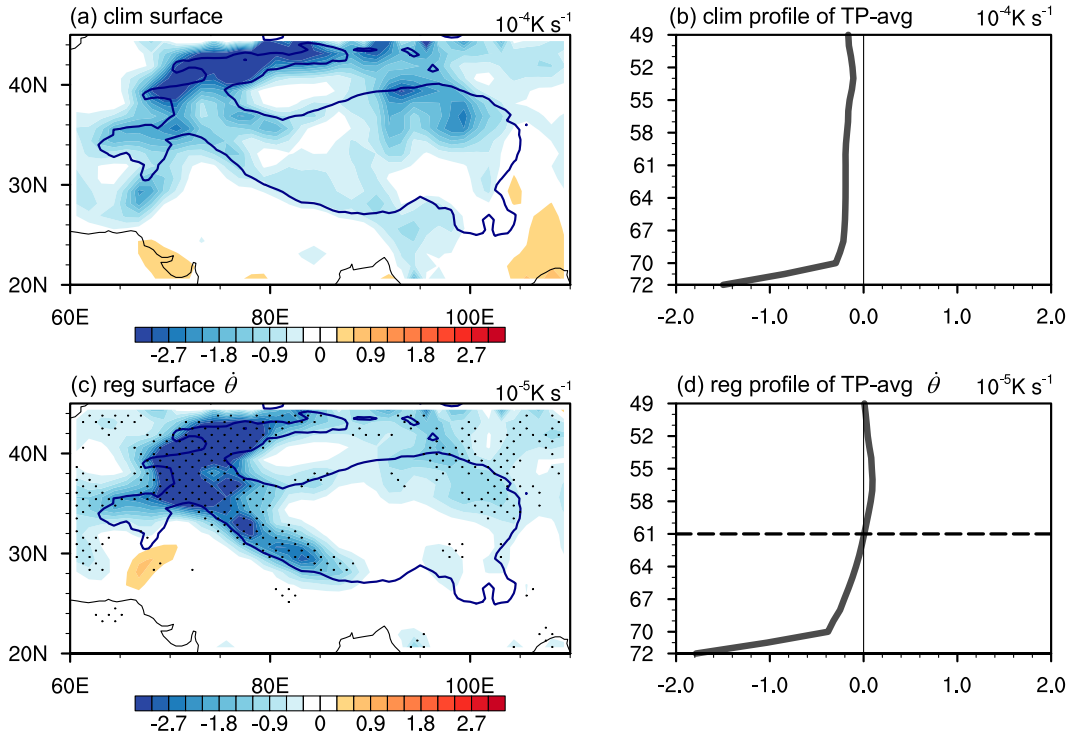 (a) clim surface 10⁻⁴K s⁻¹
40N
30N
20N
60E 80E 100E
-2.7 -1.8 -0.9 0 0.9 1.8 2.7
(b) clim profile of TP-avg 10⁻⁴K s⁻¹
49
52
55
58
61
64
67
70
72
-2.0 -1.0 0.0 1.0 2.0
(c) reg surface θ̇ 10⁻⁵K s⁻¹
40N
30N
20N
60E 80E 100E
-2.7 -1.8 -0.9 0 0.9 1.8 2.7
(d) reg profile of TP-avg θ̇ 10⁻⁵K s⁻¹
49
52
55
58
61
64
67
70
72
-2.0 -1.0 0.0 1.0 2.0